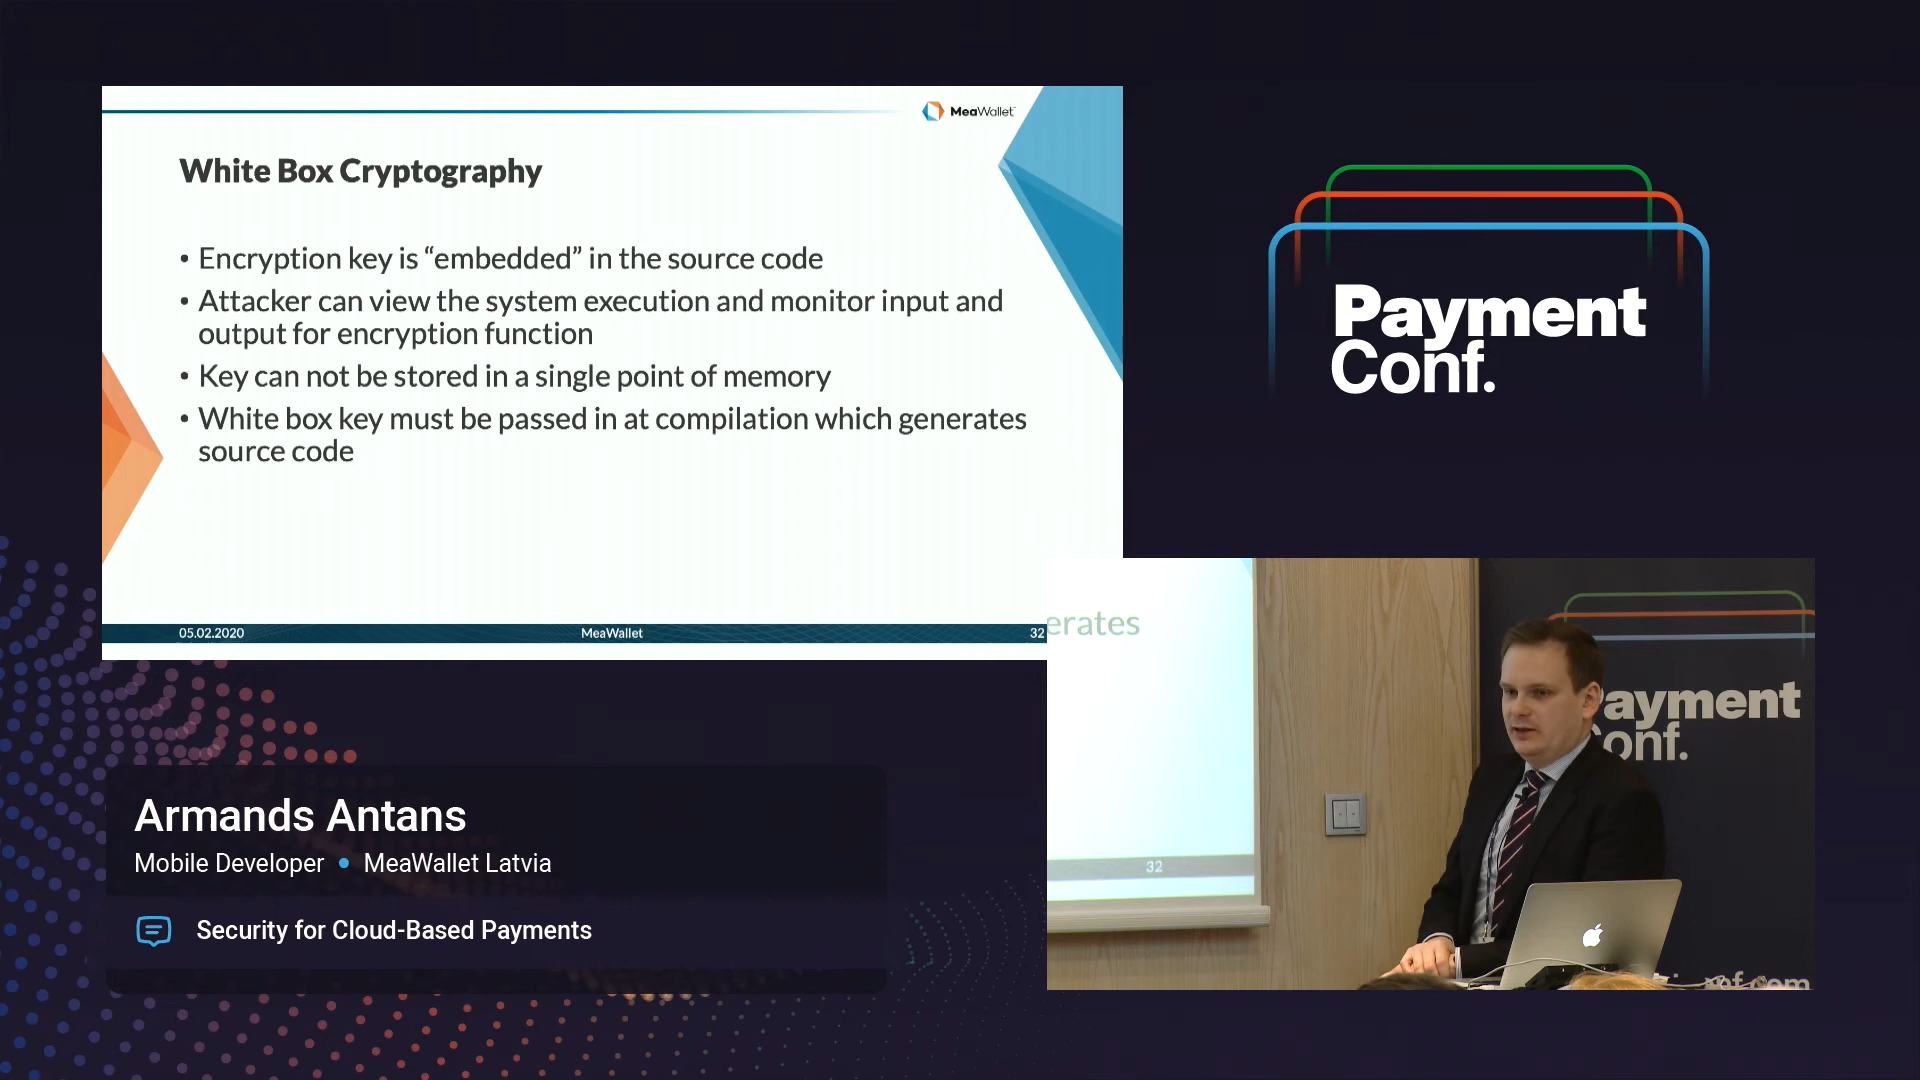 MeaWallet
White Box Cryptography
• Encryption key is “embedded” in the source code
• Attacker can view the system execution and monitor input and
output for encryption function
• Key can not be stored in a single point of memory
• White box key must be passed in at compilation which generates
source code
05.02.2020
MeaWallet
32
Payment
Conf.
erates
32
ayment
onf.
Armands Antans
Mobile Developer • MeaWallet Latvia
Security for Cloud-Based Payments